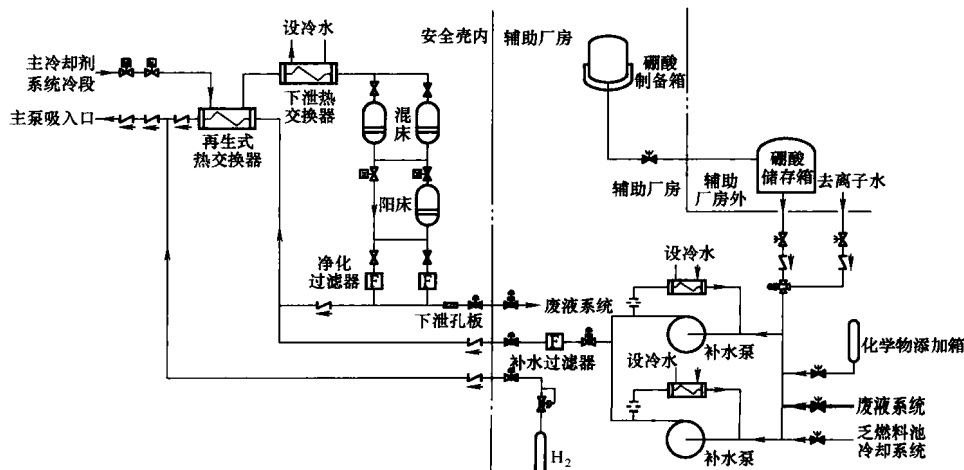 设冷水
安全壳内
辅助厂房
主冷却剂
系统冷段
硼酸
制备箱
下泄热
交换器
主泵吸入口
混
床
再生式
热交换器
硼酸
储存箱
辅助厂房
辅助
厂房外
去离子水
阳床
净化
过滤器
设冷水
F
F
下泄孔板
废液系统
F
补水过滤器
补水泵
化学物添加箱
设冷水
废液系统
乏燃料池
冷却系统
补水泵
H₂